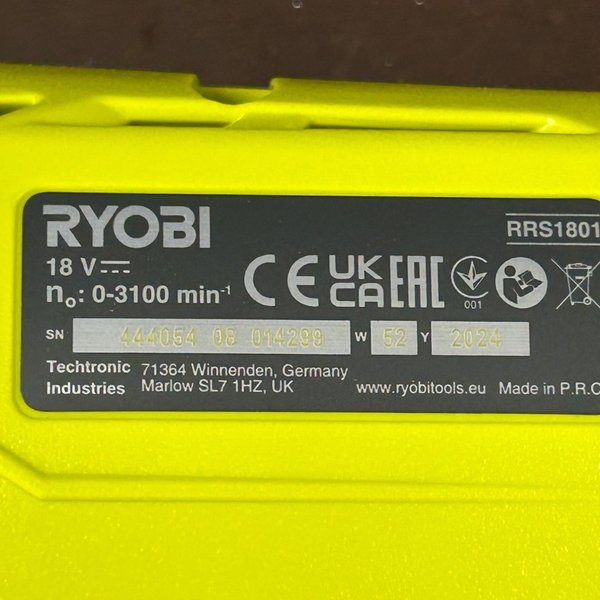 RYOBI
RRS1801
18 V
n₀: 0-3100 min⁻¹
CE UK CA EAC 001
SN 444054 08 014299 W 52 Y 2024
Techtronic 71364 Winnenden, Germany
Industries Marlow SL7 1HZ, UK www.ryobitools.eu Made in P.R.C